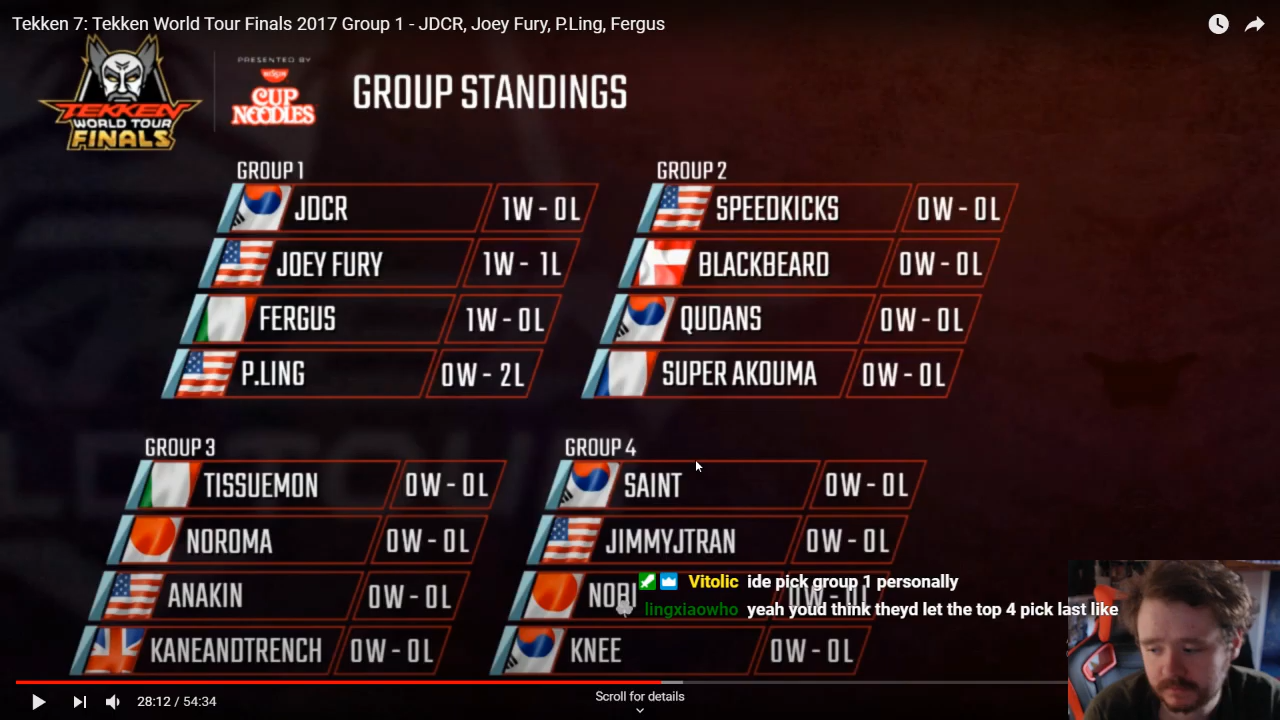 Tekken 7: Tekken World Tour Finals 2017 Group 1 - JDCR, Joey Fury, P.Ling, Fergus
TEKKEN
WORLD TOUR
FINALS
PRESENTED BY
CUP
NOODLES
GROUP STANDINGS
GROUP 1
JDCR 1W - 0L
JOEY FURY 1W - 1L
FERGUS 1W - 0L
P.LING 0W - 2L
GROUP 2
SPEEDKICKS 0W - 0L
BLACKBEARD 0W - 0L
QUDANS 0W - 0L
SUPER AKOUMA 0W - 0L
GROUP 3
TISSUEMON 0W - 0L
NOROMA 0W - 0L
ANAKIN 0W - 0L
KANEANDTRENCH 0W - 0L
GROUP 4
SAINT 0W - 0L
JIMMYJTRAN 0W - 0L
KNEE 0W - 0L
Vitolic ide pick group 1 personally
lingxiaowho yeah youd think theyd let the top 4 pick last like
28:12 / 54:34
Scroll for details